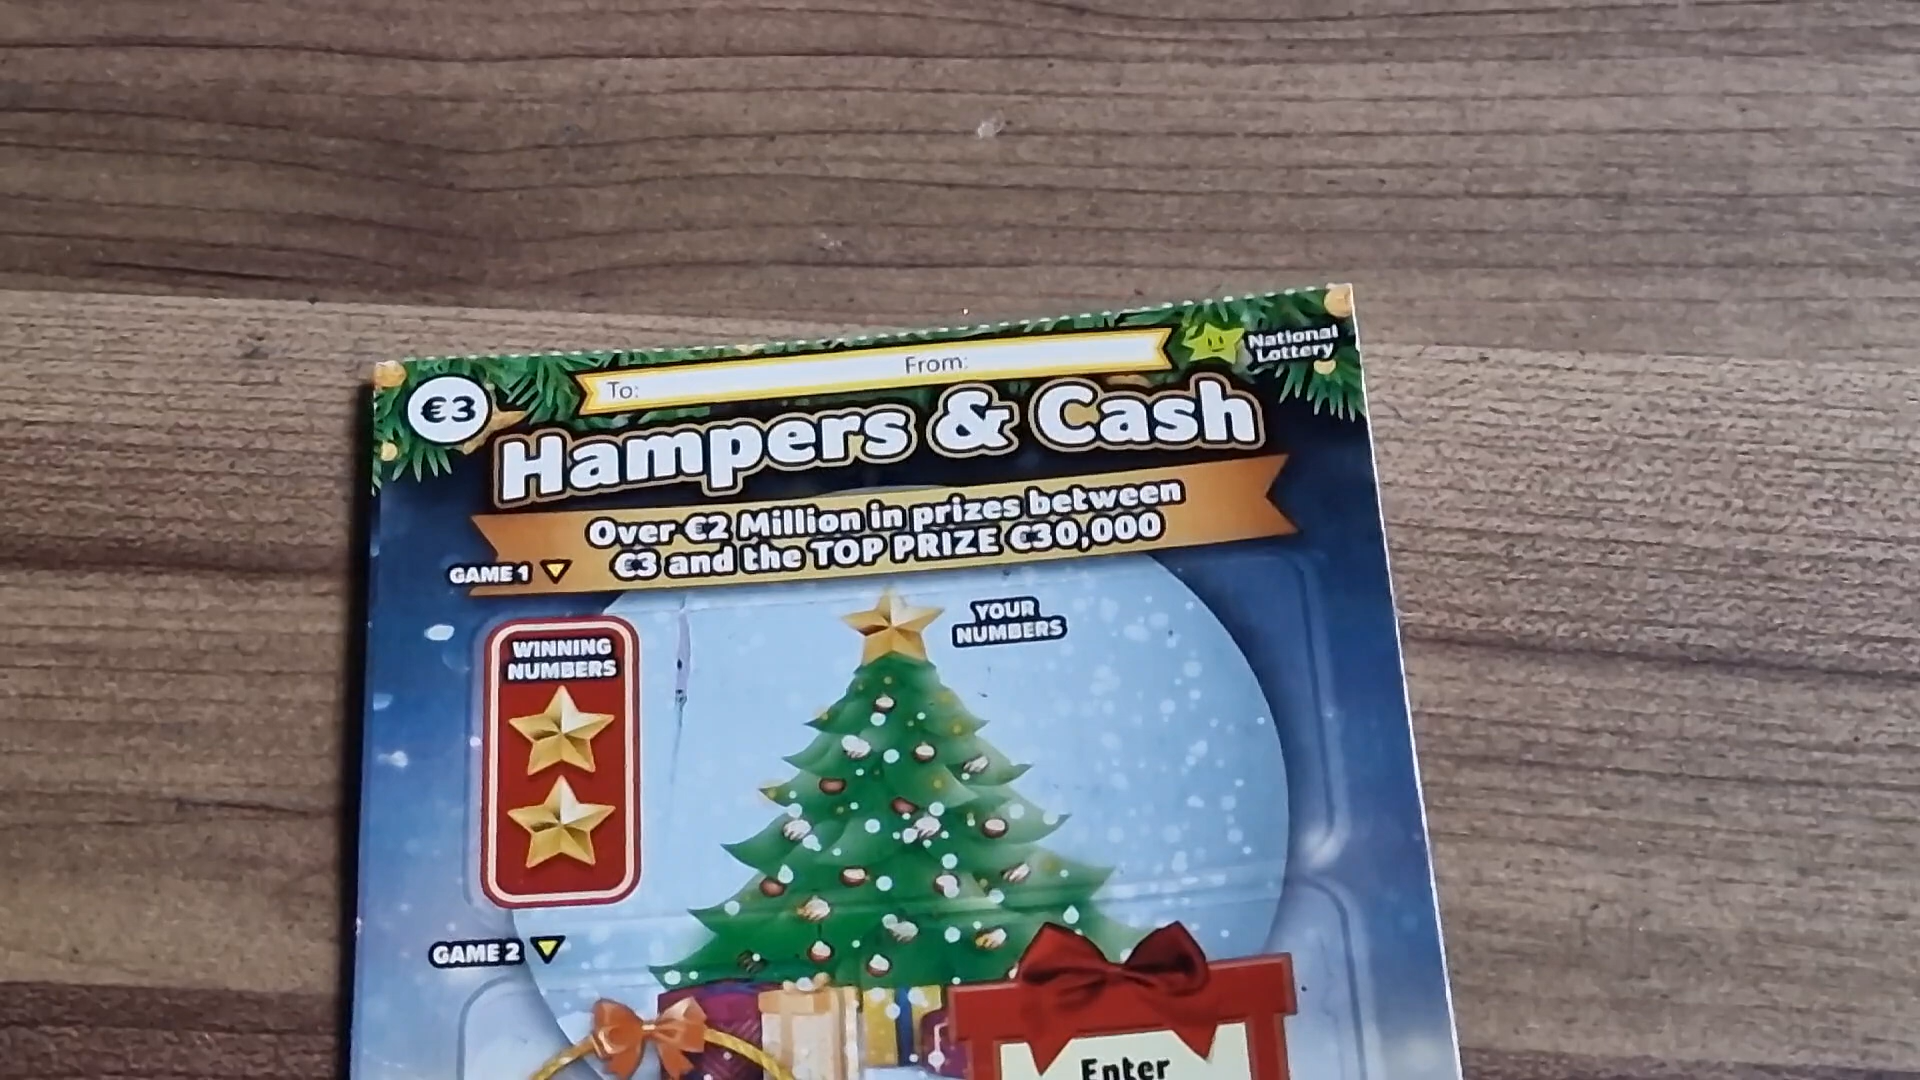 To: From:
National
Lottery
€3
Hampers & Cash
Over €2 Million in prizes between
€3 and the TOP PRIZE €30,000
GAME 1
YOUR
NUMBERS
WINNING
NUMBERS
GAME 2
Enter